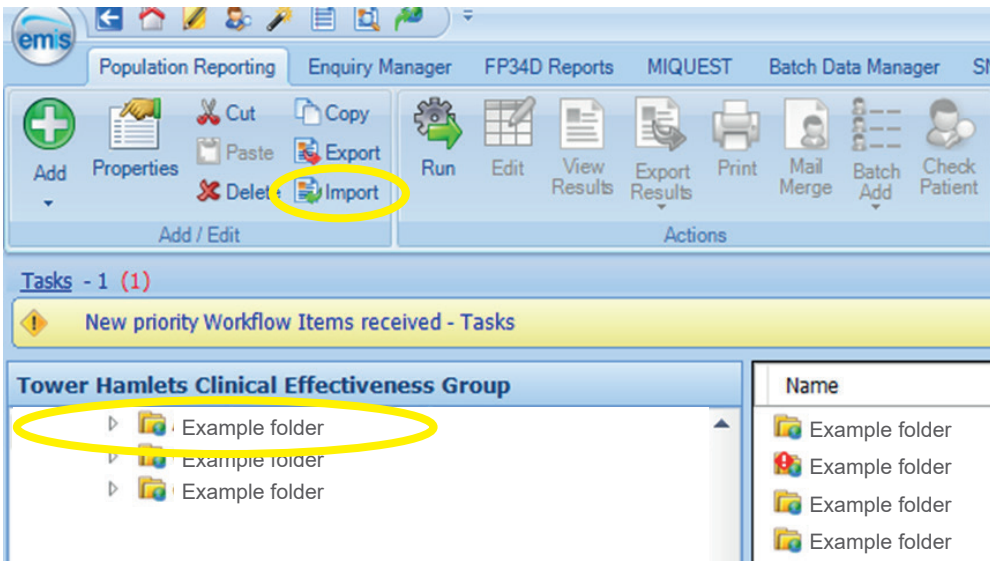 emis
Population Reporting Enquiry Manager FP34D Reports MIQUEST Batch Data Manager
Add
Properties
Cut
Paste
Delete
Copy
Export
Import
Add / Edit
Run
Edit
View
Results
Export
Results
Print
Mail
Merge
Batch
Add
Check
Patient
Actions
Tasks - 1 (1)
New priority Workflow Items received - Tasks
Tower Hamlets Clinical Effectiveness Group
Example folder
Example folder
Example folder
Name
Example folder
Example folder
Example folder
Example folder